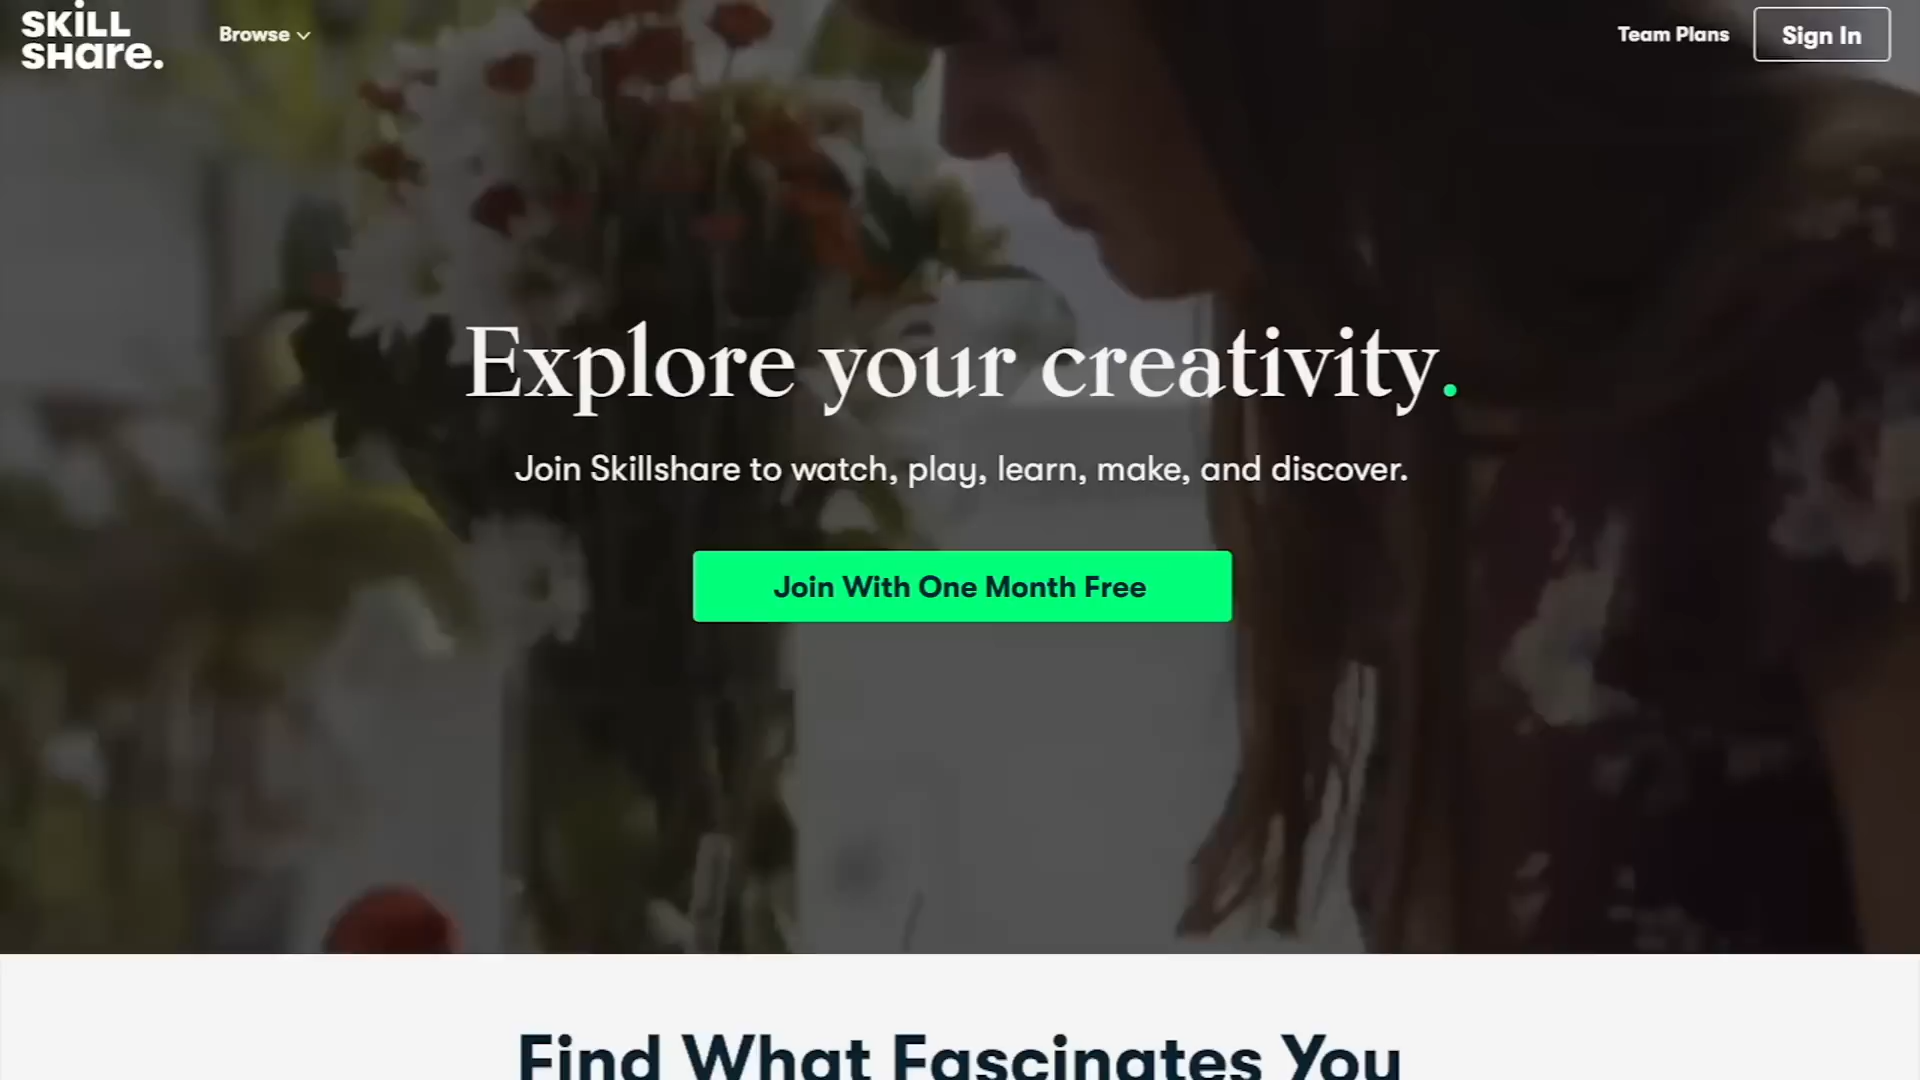 SKiLL
SHare.
Browse
Team Plans
Sign In
Explore your creativity.
Join Skillshare to watch, play, learn, make, and discover.
Join With One Month Free
Find What Fascinates You